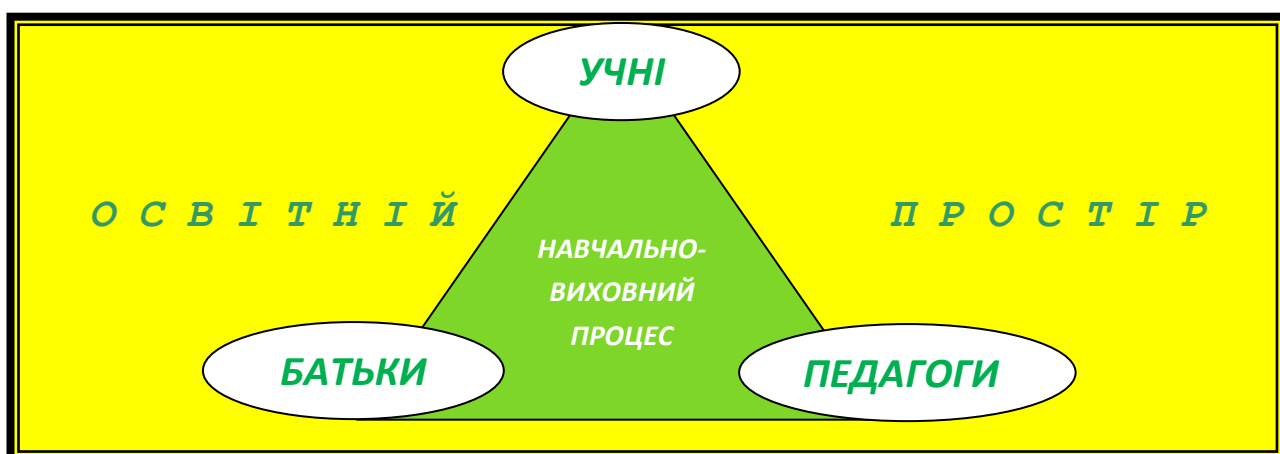 УЧНІ
О С В І Т Н І Й П Р О С Т І Р
НАВЧАЛЬНО-
ВИХОВНИЙ
ПРОЦЕС
БАТЬКИ
ПЕДАГОГИ